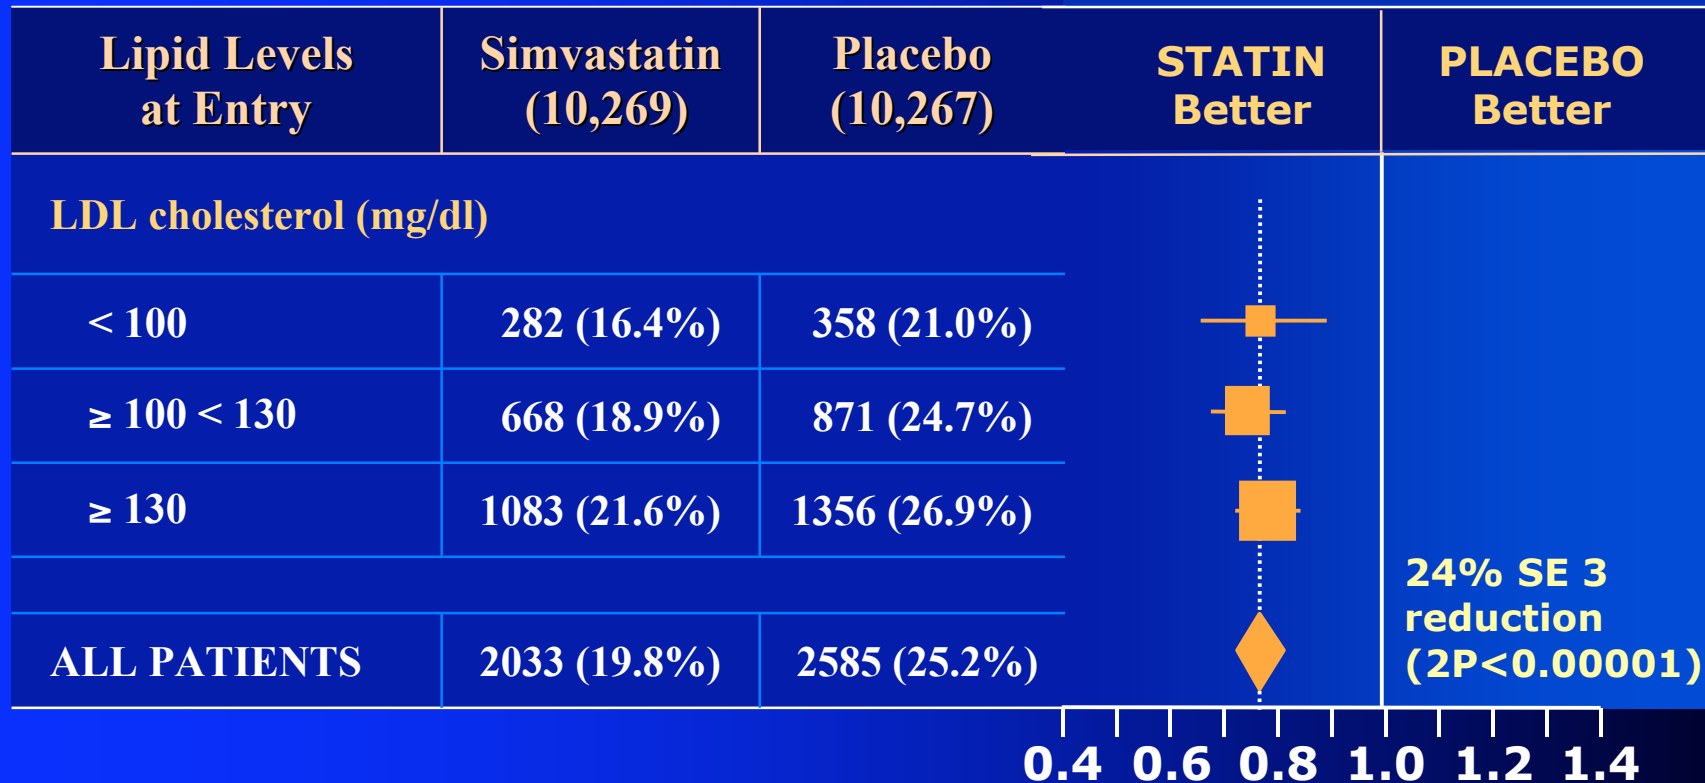 Lipid Levels
at Entry
Simvastatin
(10,269)
Placebo
(10,267)
STATIN
Better
PLACEBO
Better
LDL cholesterol (mg/dl)
< 100 282 (16.4%) 358 (21.0%)
≥ 100 < 130 668 (18.9%) 871 (24.7%)
≥ 130 1083 (21.6%) 1356 (26.9%)
ALL PATIENTS 2033 (19.8%) 2585 (25.2%)
24% SE 3
reduction
(2P<0.00001)
0.4 0.6 0.8 1.0 1.2 1.4